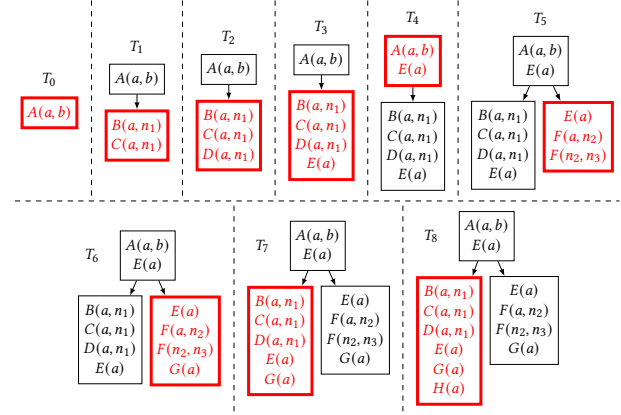 T0
A(a, b)
T1
A(a, b)
B(a, n1)
C(a, n1)
T2
A(a, b)
B(a, n1)
C(a, n1)
D(a, n1)
T3
A(a, b)
B(a, n1)
C(a, n1)
D(a, n1)
E(a)
T4
A(a, b)
E(a)
B(a, n1)
C(a, n1)
D(a, n1)
E(a)
T5
A(a, b)
E(a)
B(a, n1)
C(a, n1)
D(a, n1)
E(a)
E(a)
F(a, n2)
F(n2, n3)
T6
A(a, b)
E(a)
B(a, n1)
C(a, n1)
D(a, n1)
E(a)
E(a)
F(a, n2)
F(n2, n3)
G(a)
T7
A(a, b)
E(a)
B(a, n1)
C(a, n1)
D(a, n1)
E(a)
G(a)
E(a)
F(a, n2)
F(n2, n3)
G(a)
T8
A(a, b)
E(a)
B(a, n1)
C(a, n1)
D(a, n1)
E(a)
G(a)
H(a)
E(a)
F(a, n2)
F(n2, n3)
G(a)